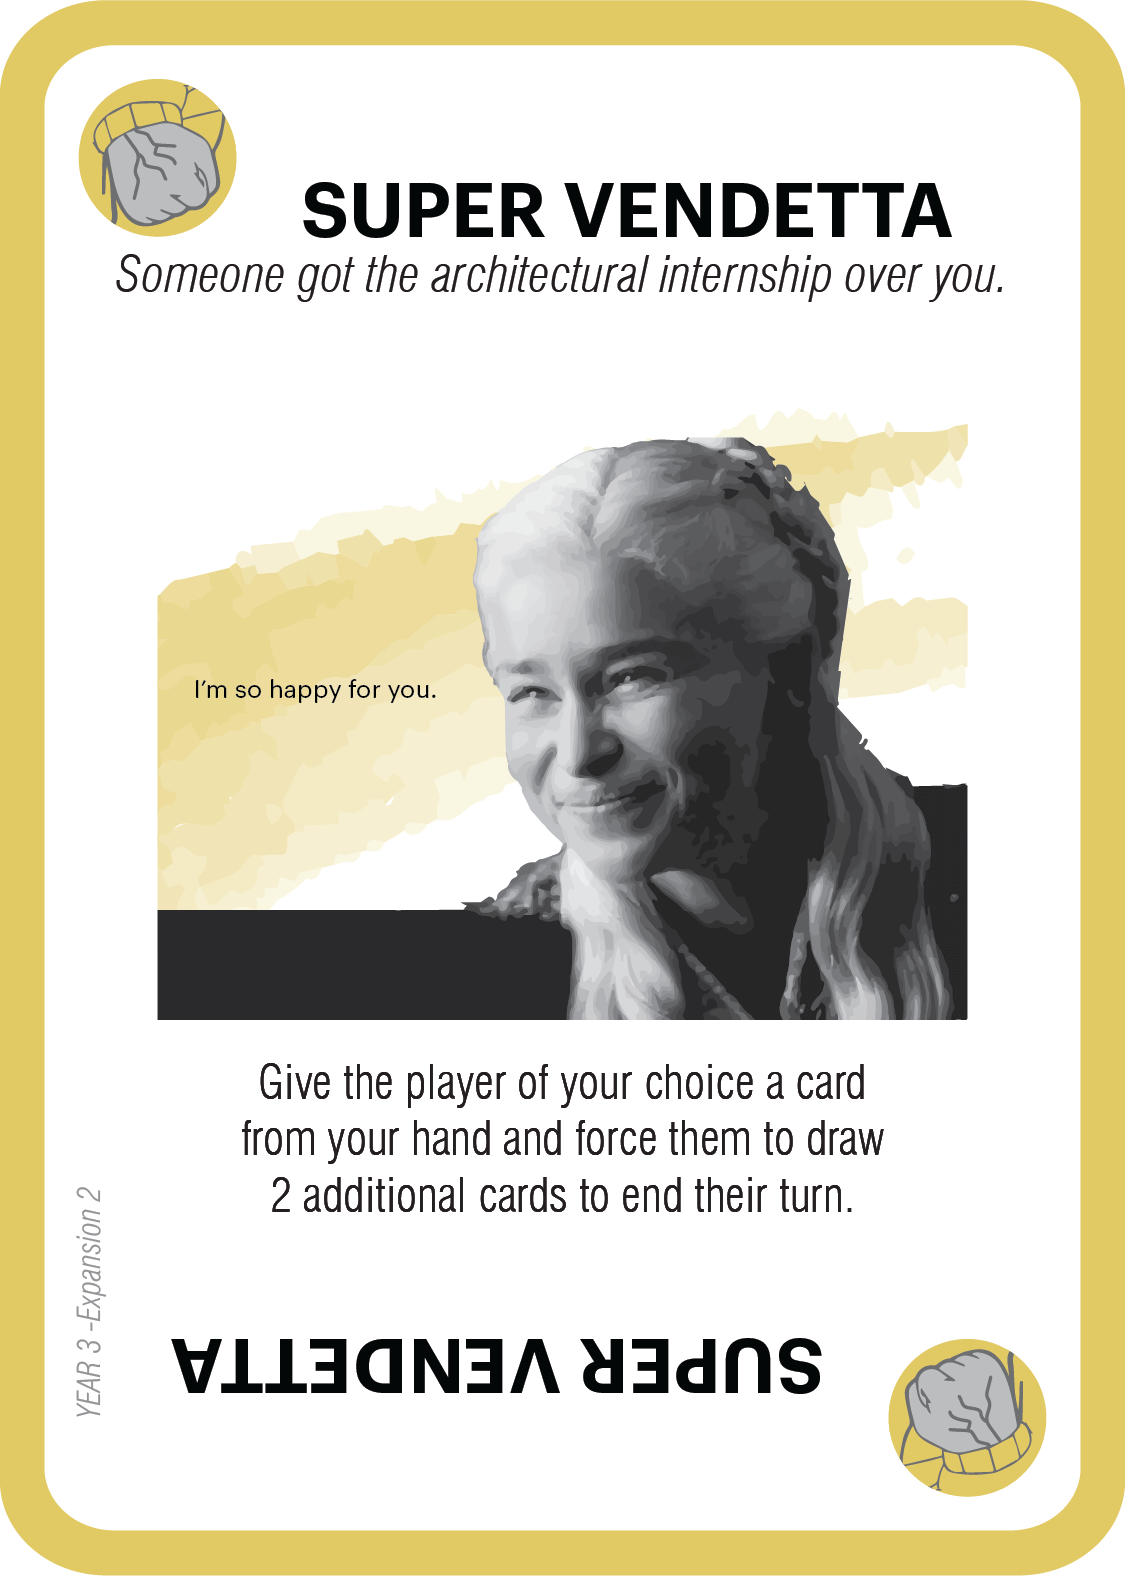 SUPER VENDETTA
Someone got the architectural internship over you.
I'm so happy for you.
Give the player of your choice a card
from your hand and force them to draw
2 additional cards to end their turn.
YEAR 3 -Expansion 2
SUPER VENDETTA